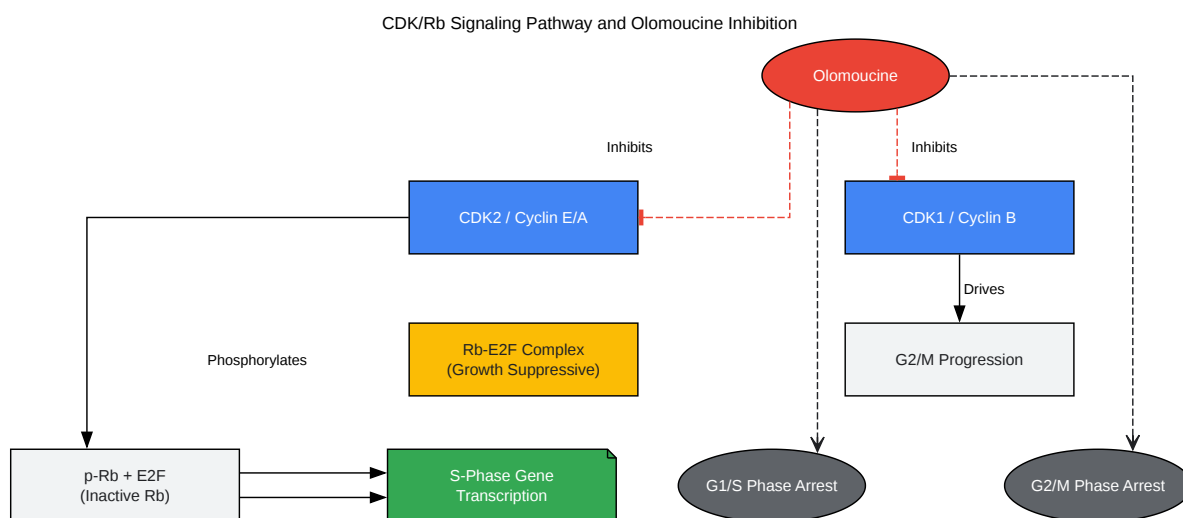 CDK/Rb Signaling Pathway and Olomoucine Inhibition
Olomoucine
Inhibits
Inhibits
CDK2 / Cyclin E/A
CDK1 / Cyclin B
Drives
Phosphorylates
Rb-E2F Complex
(Growth Suppressive)
G2/M Progression
p-Rb + E2F
(Inactive Rb)
S-Phase Gene
Transcription
G1/S Phase Arrest
G2/M Phase Arrest